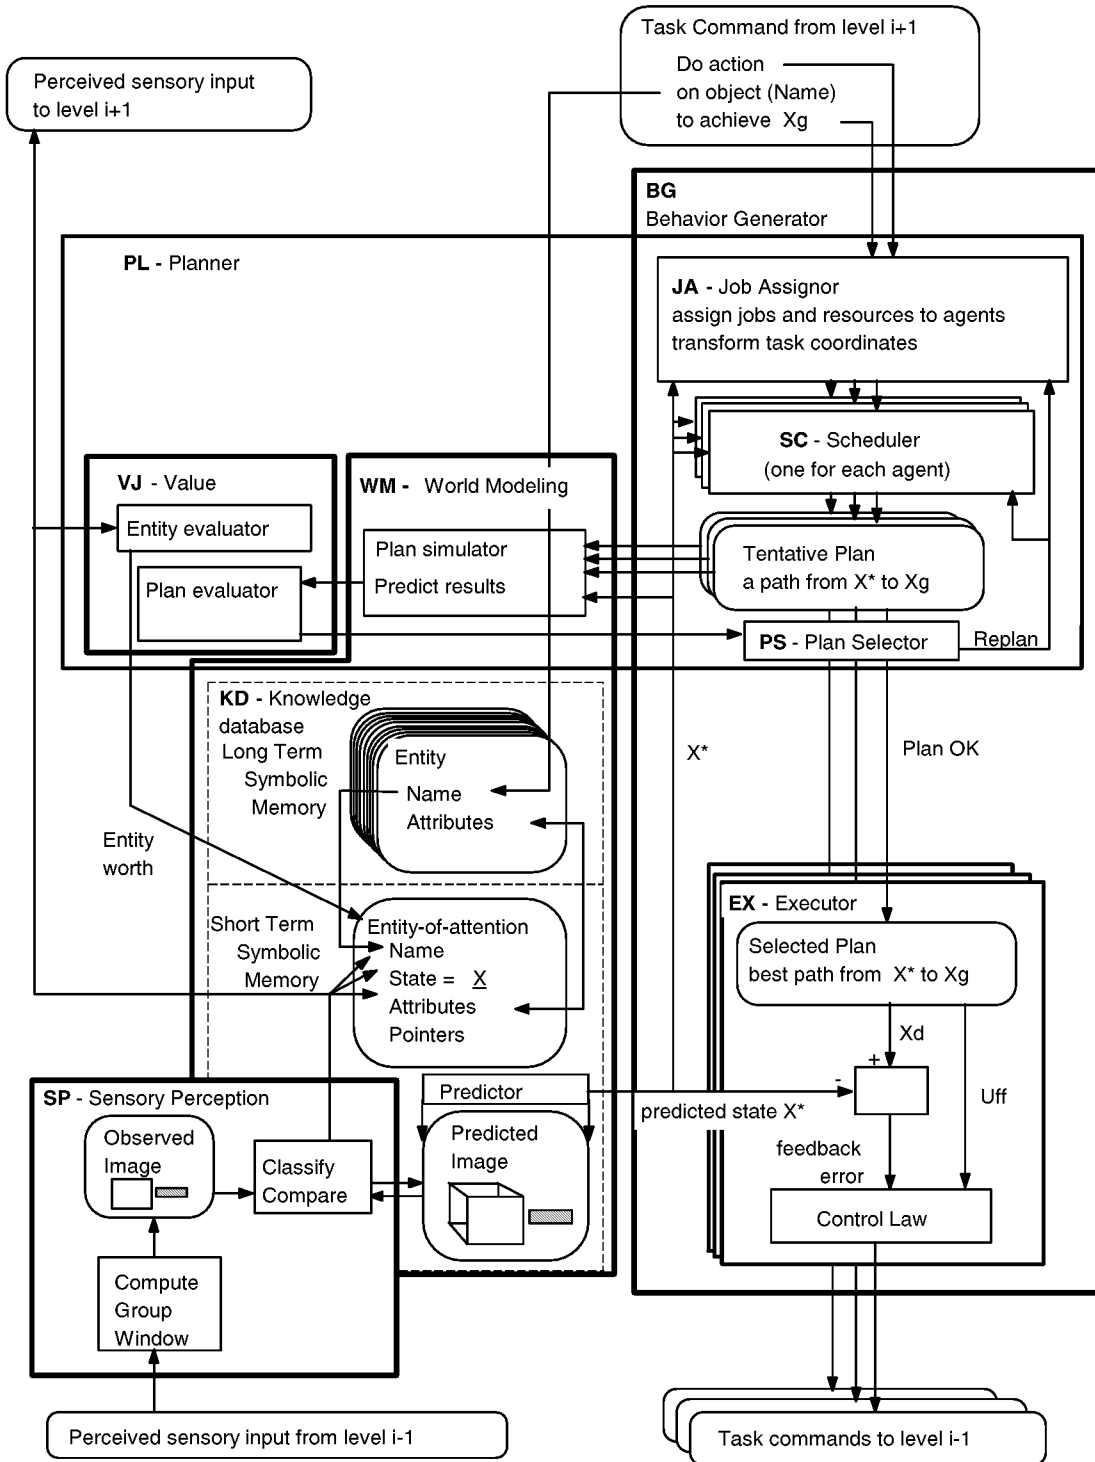 Task Command from level i+1
Do action
on object (Name)
to achieve Xg
Perceived sensory input
to level i+1
BG
Behavior Generator
PL - Planner
JA - Job Assignor
assign jobs and resources to agents
transform task coordinates
SC - Scheduler
(one for each agent)
VJ - Value
Entity evaluator
Plan evaluator
WM - World Modeling
Plan simulator
Predict results
Tentative Plan
a path from X* to Xg
PS - Plan Selector
Replan
KD - Knowledge
database
Long Term
Symbolic
Memory
Entity
Name
Attributes
X*
Plan OK
Entity
worth
Short Term
Symbolic
Memory
Entity-of-attention
Name
State = X
Attributes
Pointers
EX - Executor
Selected Plan
best path from X* to Xg
Xd
+
-
Uff
feedback
error
Control Law
SP - Sensory Perception
Observed
Image
Classify
Compare
Predictor
Predicted
Image
predicted state X*
Compute
Group
Window
Perceived sensory input from level i-1
Task commands to level i-1